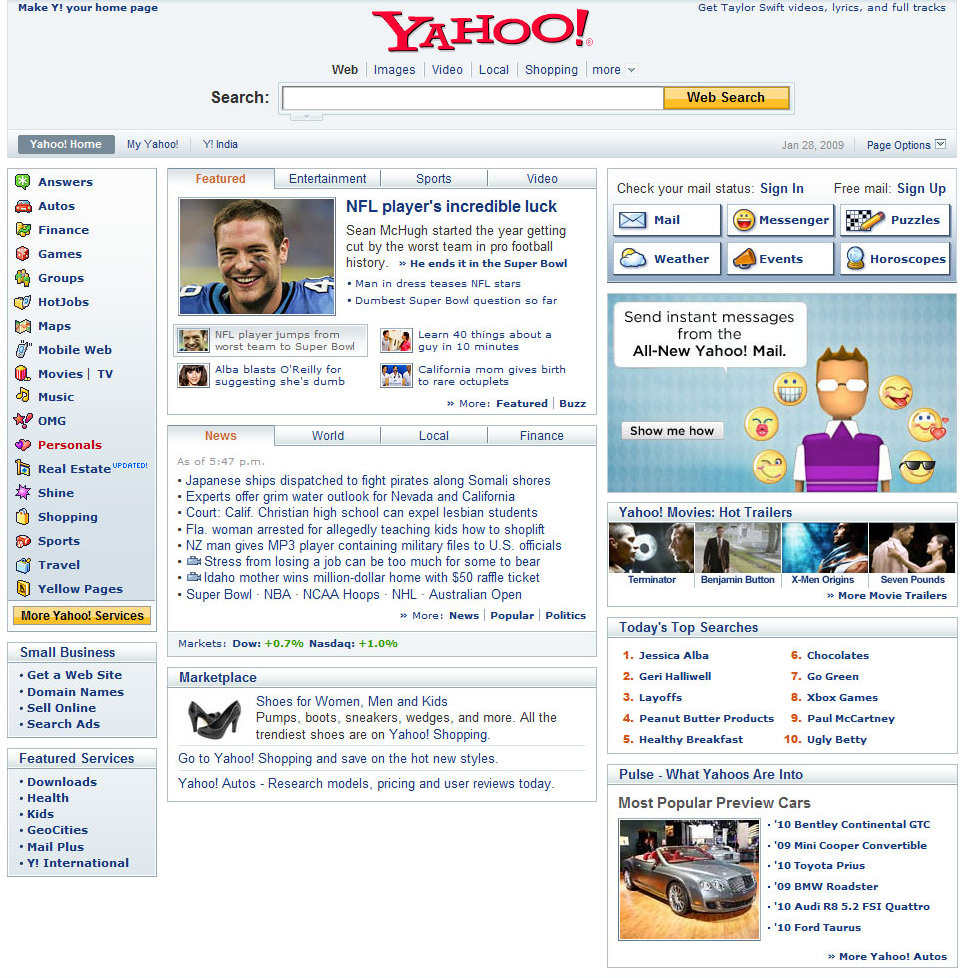 Make Y! your home page
Get Taylor Swift videos, lyrics, and full tracks
YAHOO!®
Web | Images | Video | Local | Shopping | more
Search:
Web Search
Yahoo! Home
My Yahoo!
Y! India
Jan 28, 2009
Page Options
Answers
Autos
Finance
Games
Groups
HotJobs
Maps
Mobile Web
Movies | TV
Music
OMG
Personals
Real Estate UPDATED!
Shine
Shopping
Sports
Travel
Yellow Pages
More Yahoo! Services
Small Business
• Get a Web Site
• Domain Names
• Sell Online
• Search Ads
Featured Services
• Downloads
• Health
• Kids
• GeoCities
• Mail Plus
• Y! International
Featured
Entertainment
Sports
Video
NFL player's incredible luck
Sean McHugh started the year getting
cut by the worst team in pro football
history. » He ends it in the Super Bowl
• Man in dress teases NFL stars
• Dumbest Super Bowl question so far
NFL player jumps from
worst team to Super Bowl
Learn 40 things about a
guy in 10 minutes
Alba blasts O'Reilly for
suggesting she's dumb
California mom gives birth
to rare octuplets
» More: Featured | Buzz
News
World
Local
Finance
As of 5:47 p.m.
• Japanese ships dispatched to fight pirates along Somali shores
• Experts offer grim water outlook for Nevada and California
• Court: Calif. Christian high school can expel lesbian students
• Fla. woman arrested for allegedly teaching kids how to shoplift
• NZ man gives MP3 player containing military files to U.S. officials
• Stress from losing a job can be too much for some to bear
• Idaho mother wins million-dollar home with $50 raffle ticket
• Super Bowl · NBA · NCAA Hoops · NHL · Australian Open
» More: News | Popular | Politics
Markets: Dow: +0.7% Nasdaq: +1.0%
Marketplace
Shoes for Women, Men and Kids
Pumps, boots, sneakers, wedges, and more. All the
trendiest shoes are on Yahoo! Shopping.
Go to Yahoo! Shopping and save on the hot new styles.
Yahoo! Autos - Research models, pricing and user reviews today.
Check your mail status: Sign In
Free mail: Sign Up
Mail
Messenger
Puzzles
Weather
Events
Horoscopes
Send instant messages
from the
All-New Yahoo! Mail.
Show me how
Yahoo! Movies: Hot Trailers
Terminator
Benjamin Button
X-Men Origins
Seven Pounds
» More Movie Trailers
Today's Top Searches
1. Jessica Alba
2. Geri Halliwell
3. Layoffs
4. Peanut Butter Products
5. Healthy Breakfast
6. Chocolates
7. Go Green
8. Xbox Games
9. Paul McCartney
10. Ugly Betty
Pulse - What Yahoos Are Into
Most Popular Preview Cars
· '10 Bentley Continental GTC
· '09 Mini Cooper Convertible
· '10 Toyota Prius
· '09 BMW Roadster
· '10 Audi R8 5.2 FSI Quattro
· '10 Ford Taurus
» More Yahoo! Autos